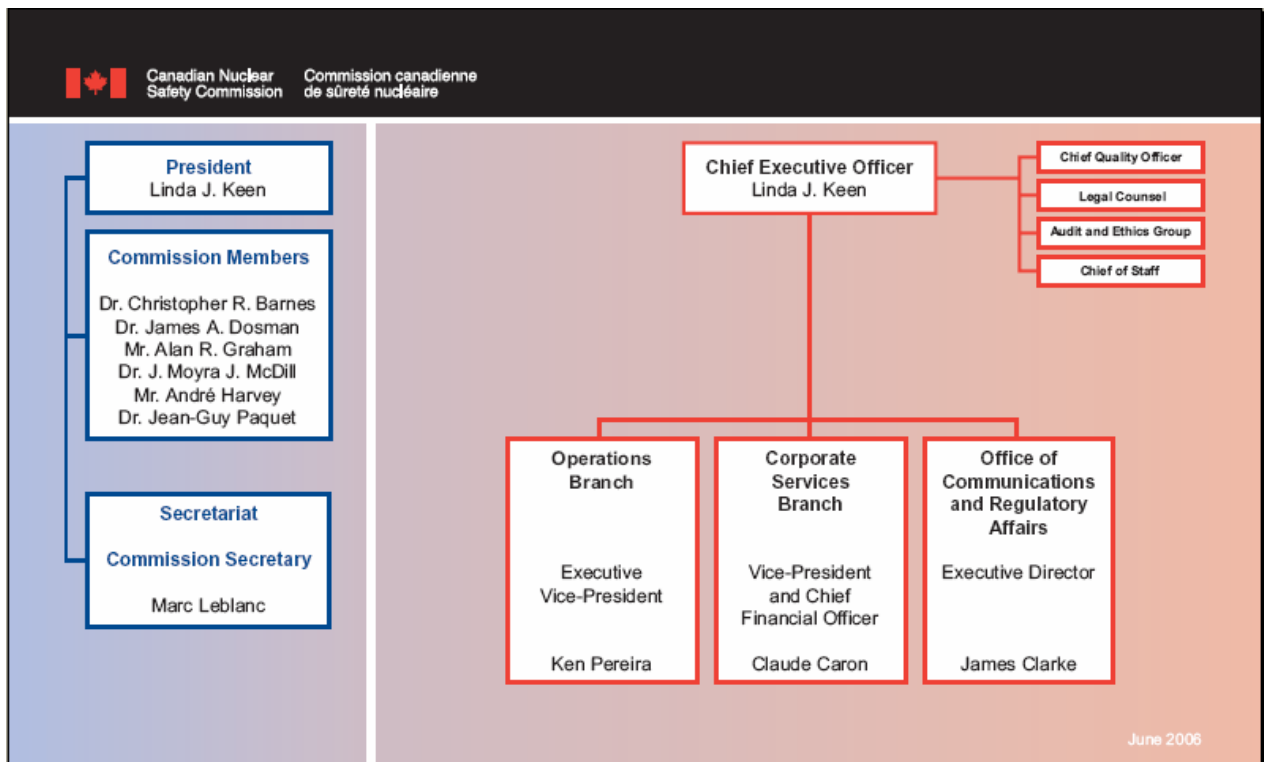 Canadian Nuclear
Safety Commission
Commission canadienne
de sûreté nucléaire
President
Linda J. Keen
Commission Members
Dr. Christopher R. Barnes
Dr. James A. Dosman
Mr. Alan R. Graham
Dr. J. Moyra J. McDill
Mr. André Harvey
Dr. Jean-Guy Paquet
Secretariat
Commission Secretary
Marc Leblanc
Chief Executive Officer
Linda J. Keen
Chief Quality Officer
Legal Counsel
Audit and Ethics Group
Chief of Staff
Operations
Branch
Executive
Vice-President
Ken Pereira
Corporate
Services
Branch
Vice-President
and Chief
Financial Officer
Claude Caron
Office of
Communications
and Regulatory
Affairs
Executive Director
James Clarke
June 2006